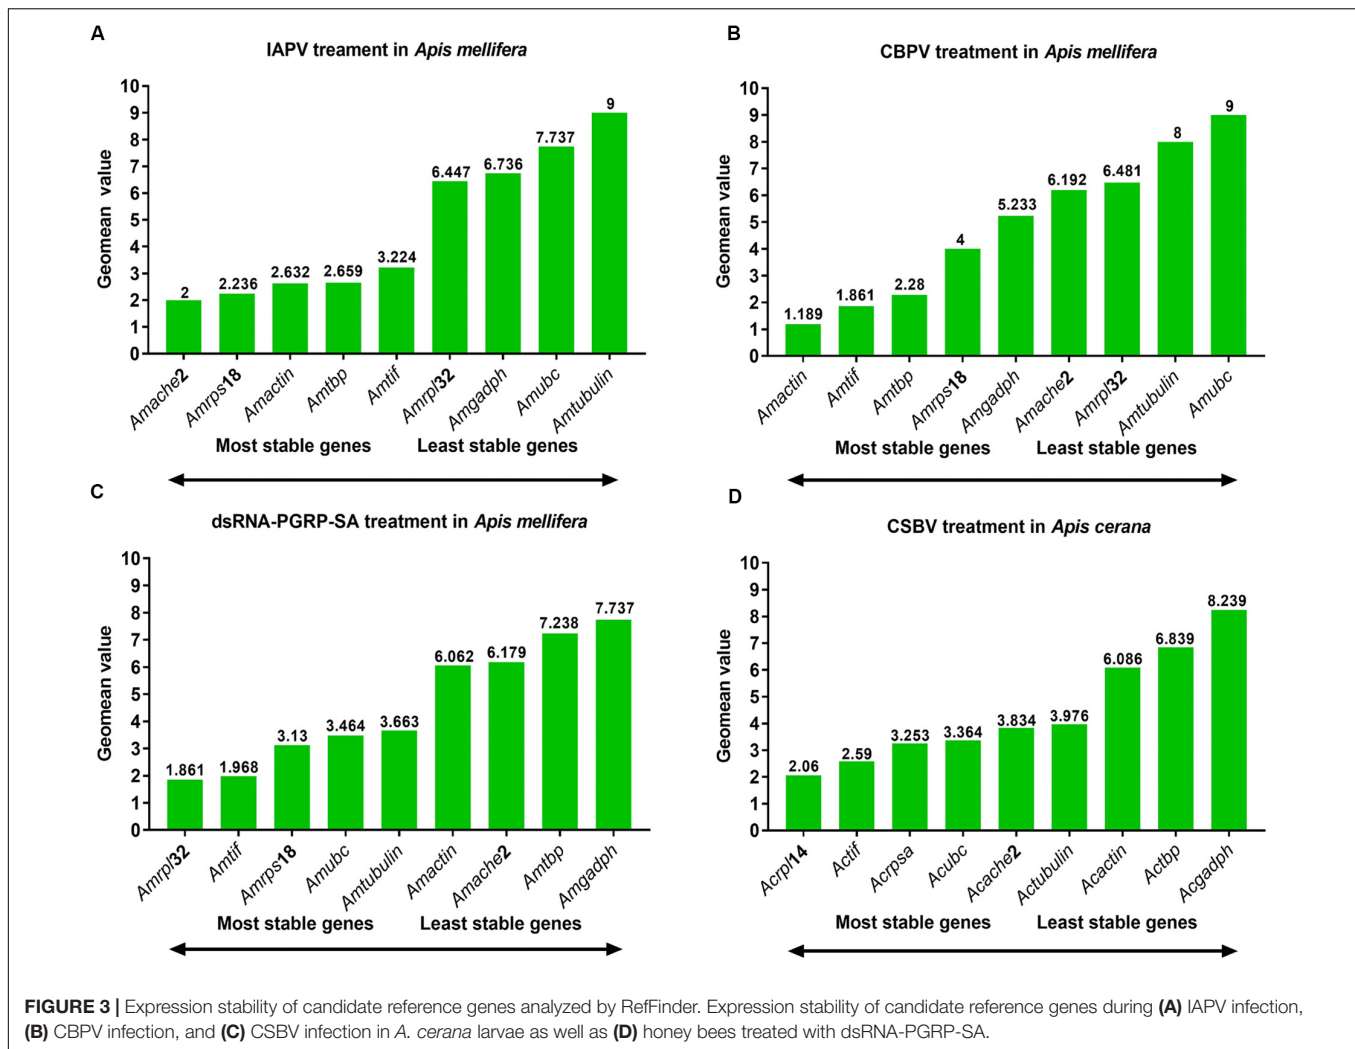 A
IAPV treament in Apis mellifera
Geomean value
10
9
8
7
6
5
4
3
2
1
0
2
2.236
2.632
2.659
3.224
6.447
6.736
7.737
9
Amache2
Amrps18
Amactin
Amtbp
Amtif
Amrpl32
Amgadph
Amubc
Amtubulin
Most stable genes
Least stable genes
B
CBPV treatment in Apis mellifera
Geomean value
10
9
8
7
6
5
4
3
2
1
0
1.189
1.861
2.28
4
5.233
6.192
6.481
8
9
Amactin
Amtif
Amtbp
Amrps18
Amgadph
Amache2
Amrpl32
Amtubulin
Amubc
Most stable genes
Least stable genes
C
dsRNA-PGRP-SA treatment in Apis mellifera
Geomean value
10
9
8
7
6
5
4
3
2
1
0
1.861
1.968
3.13
3.464
3.663
6.062
6.179
7.238
7.737
Amrpl32
Amtif
Amrps18
Amubc
Amtubulin
Amactin
Amache2
Amtbp
Amgadph
Most stable genes
Least stable genes
D
CSBV treatment in Apis cerana
Geomean value
10
9
8
7
6
5
4
3
2
1
0
2.06
2.59
3.253
3.364
3.834
3.976
6.086
6.839
8.239
Acrpl14
Actif
Acrpsa
Acubc
Acache2
Actubulin
Acactin
Actbp
Acgadph
Most stable genes
Least stable genes
FIGURE 3 | Expression stability of candidate reference genes analyzed by RefFinder. Expression stability of candidate reference genes during (A) IAPV infection,
(B) CBPV infection, and (C) CSBV infection in A. cerana larvae as well as (D) honey bees treated with dsRNA-PGRP-SA.